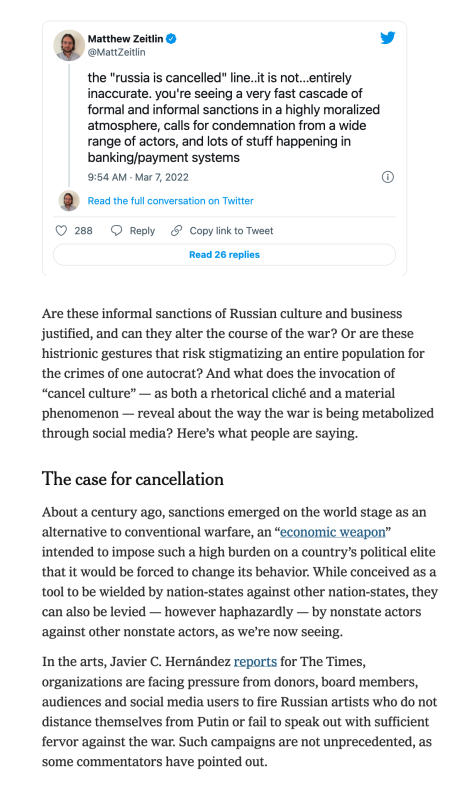 Matthew Zeitlin
@MattZeitlin
the "russia is cancelled" line..it is not...entirely
inaccurate. you're seeing a very fast cascade of
formal and informal sanctions in a highly moralized
atmosphere, calls for condemnation from a wide
range of actors, and lots of stuff happening in
banking/payment systems
9:54 AM · Mar 7, 2022
Read the full conversation on Twitter
288 Reply Copy link to Tweet
Read 26 replies
Are these informal sanctions of Russian culture and business
justified, and can they alter the course of the war? Or are these
histrionic gestures that risk stigmatizing an entire population for
the crimes of one autocrat? And what does the invocation of
“cancel culture” — as both a rhetorical cliché and a material
phenomenon — reveal about the way the war is being metabolized
through social media? Here’s what people are saying.
The case for cancellation
About a century ago, sanctions emerged on the world stage as an
alternative to conventional warfare, an “economic weapon”
intended to impose such a high burden on a country’s political elite
that it would be forced to change its behavior. While conceived as a
tool to be wielded by nation-states against other nation-states, they
can also be levied — however haphazardly — by nonstate actors
against other nonstate actors, as we’re now seeing.
In the arts, Javier C. Hernández reports for The Times,
organizations are facing pressure from donors, board members,
audiences and social media users to fire Russian artists who do not
distance themselves from Putin or fail to speak out with sufficient
fervor against the war. Such campaigns are not unprecedented, as
some commentators have pointed out.